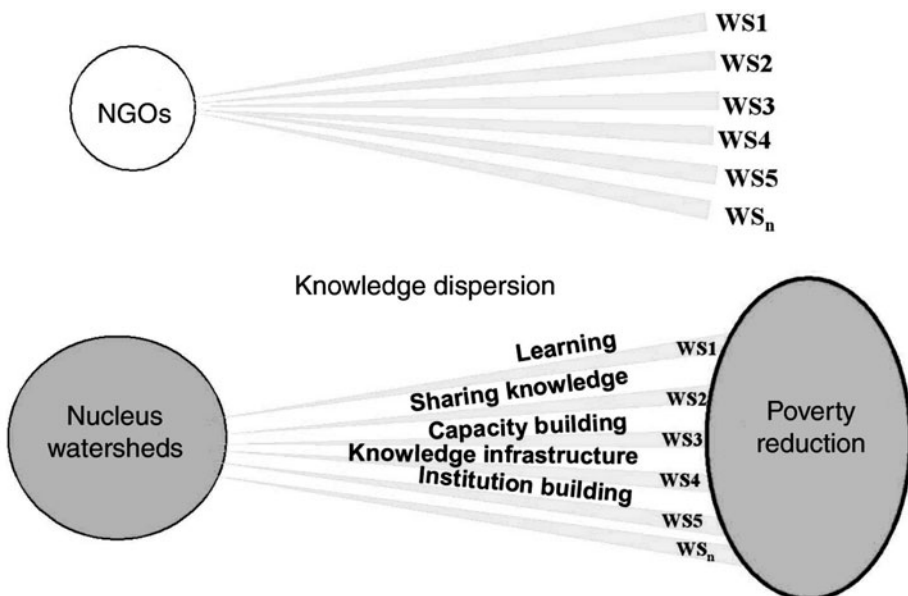 WS1
WS2
NGOs
WS3
WS4
WS5
WSn
Knowledge dispersion
Learning
WS1
Sharing knowledge
WS2
Nucleus
watersheds
Capacity building
WS3
Poverty
reduction
Knowledge infrastructure
WS4
Institution building
WS5
WSn